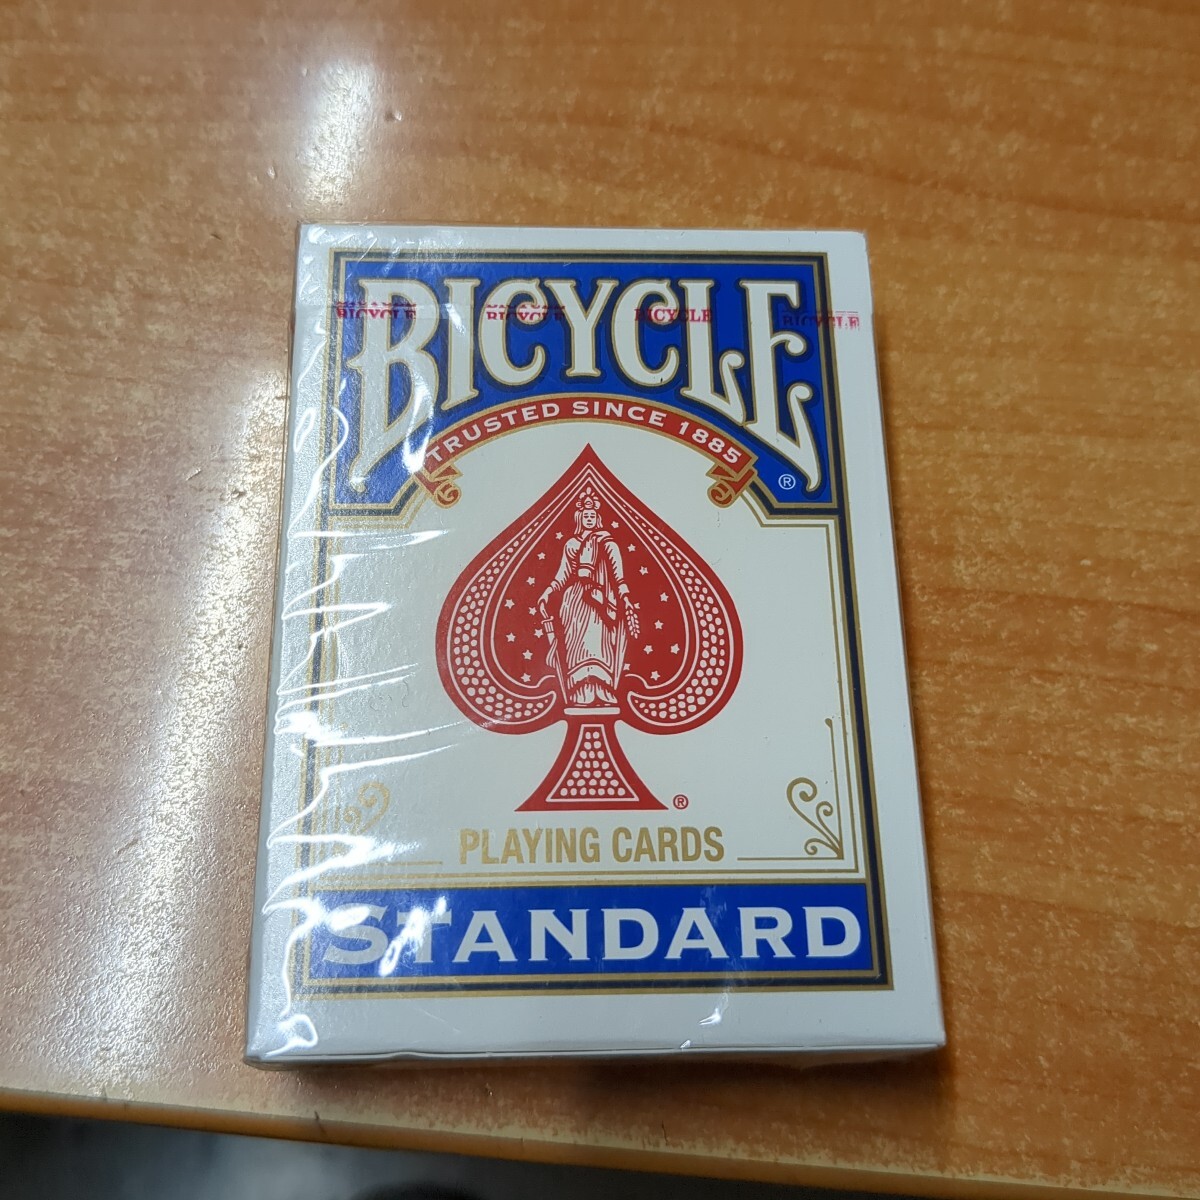 BICYCLE
BICYCLE BICYCLE BICYCLE BICYCLE
TRUSTED SINCE 1885
®
®
PLAYING CARDS
STANDARD